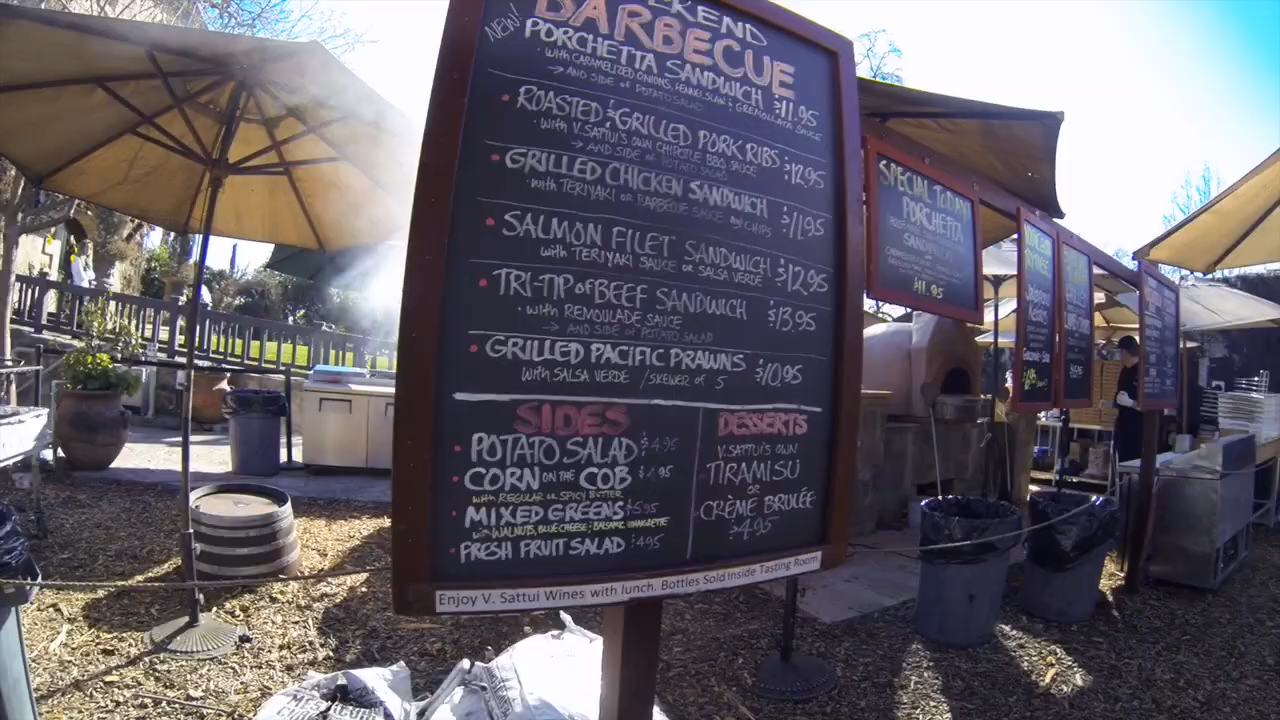 WEEKEND
BARBECUE
NEW!
PORCHETTA SANDWICH $11.95
with CARAMELIZED ONIONS, FENNEL SLAW & GREMOLLATA SAUCE
→ AND SIDE OF POTATO SALAD
• ROASTED & GRILLED PORK RIBS $12.95
• with V. SATTUI'S OWN CHIPOTLE BBQ SAUCE
→ AND SIDE OF POTATO SALAD
• GRILLED CHICKEN SANDWICH $11.95
• with TERIYAKI OR BARBECUE SAUCE and CHIPS
• SALMON FILET SANDWICH $12.95
with TERIYAKI SAUCE OR SALSA VERDE
• TRI-TIP OF BEEF SANDWICH $13.95
with REMOULADE SAUCE
→ AND SIDE OF POTATO SALAD
• GRILLED PACIFIC PRAWNS $10.95
with SALSA VERDE / SKEWER OF 5
SIDES
• POTATO SALAD $4.95
• CORN ON THE COB $4.95
with REGULAR OR SPICY BUTTER
• MIXED GREENS $5.95
with WALNUTS, BLUE CHEESE & BALSAMIC VINAIGRETTE
• FRESH FRUIT SALAD $4.95
DESSERTS
V. SATTUI'S OWN
TIRAMISU
OR
CRÈME BRULÉE
$4.95
Enjoy V. Sattui Wines with lunch. Bottles Sold Inside Tasting Room
SPECIAL TODAY
PORCHETTA
SANDWICH
$11.95